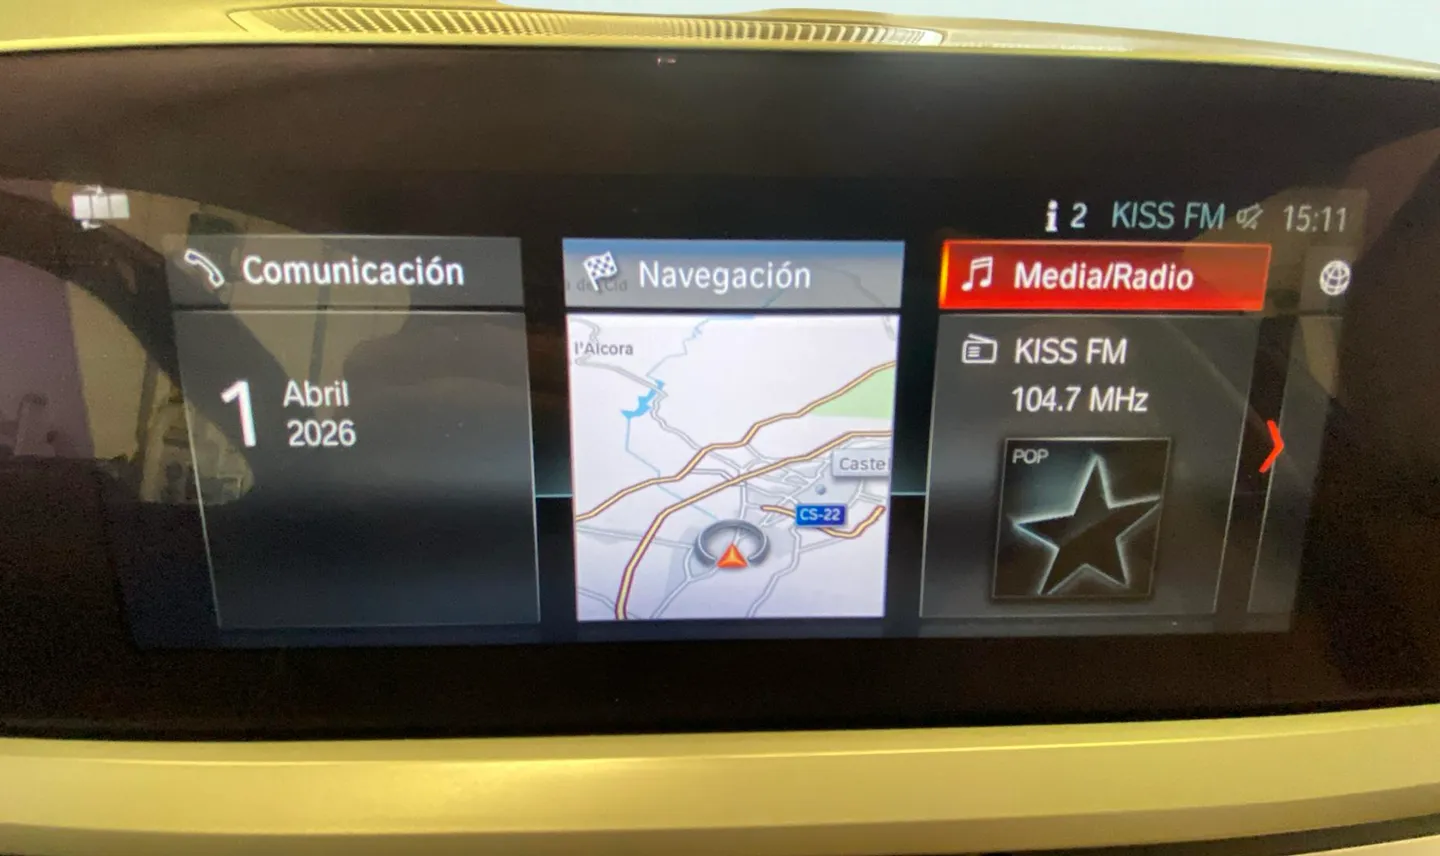 i 2 KISS FM 15:11
Comunicación
Navegación
Media/Radio
1 Abril
2026
l'Alcora
Caste
CS-22
KISS FM
104.7 MHz
POP